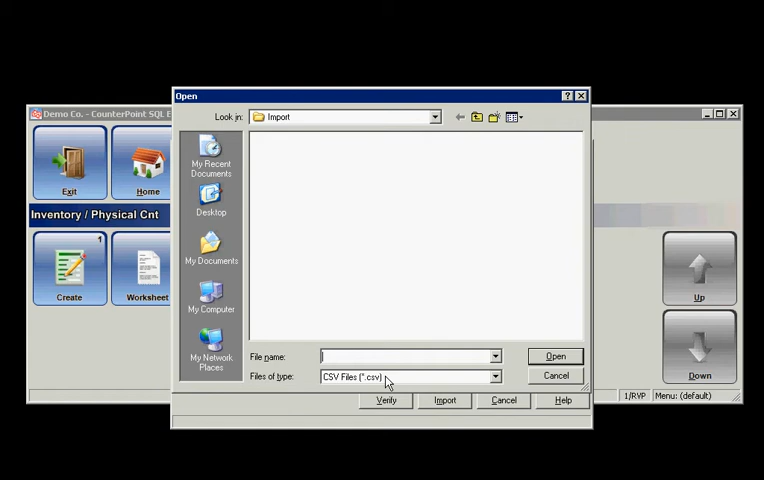 Open
Look in:
Import
Demo Co. - CounterPoint SQL E
Exit
Home
Inventory / Physical Cnt
1
Create
Worksheet
My Recent
Documents
Desktop
My Documents
My Computer
My Network
Places
File name:
Open
Files of type:
CSV Files (*.csv)
Cancel
Verify
Import
Cancel
Help
Up
Down
1/RVP
Menu: (default)